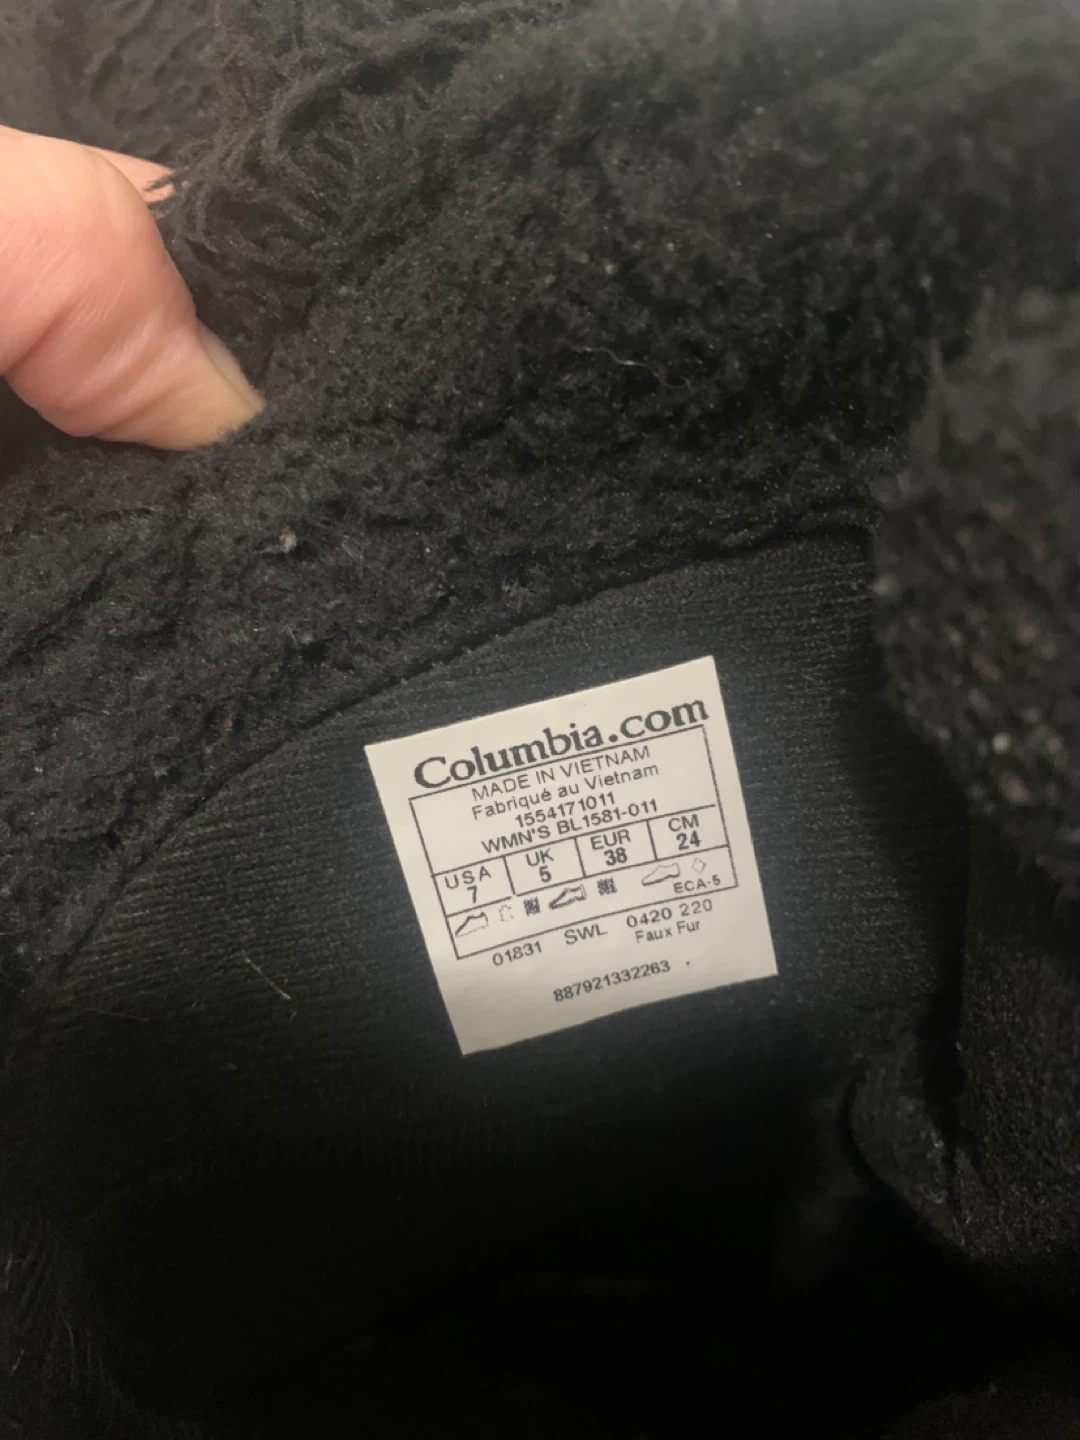 Columbia.com
MADE IN VIETNAM
Fabriqué au Vietnam
1554171011
WMN'S BL1581-011
USA UK EUR CM
7 5 38 24
ECA-5
01831 SWL 0420 220
Faux Fur
887921332263